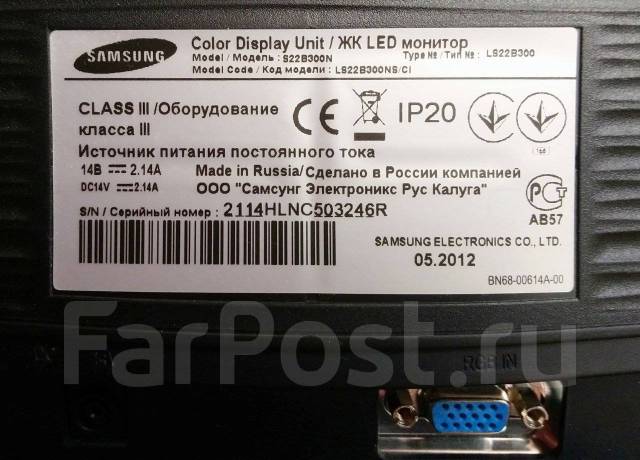 SAMSUNG
Color Display Unit / ЖК LED монитор
Model / Модель : S22B300N
Type № / Тип № : LS22B300
Model Code / Код модели : LS22B300NS/CI
CLASS III /Оборудование
класса III
CE
IP20
Источник питания постоянного тока
14В 2.14A
DC14V 2.14A
Made in Russia/Сделано в России компанией
ООО "Самсунг Электроникс Рус Калуга"
S/N / Серийный номер : 2114HLNC503246R
АВ57
SAMSUNG ELECTRONICS CO., LTD.
05.2012
BN68-00614A-00
FarPost.ru
RGB IN